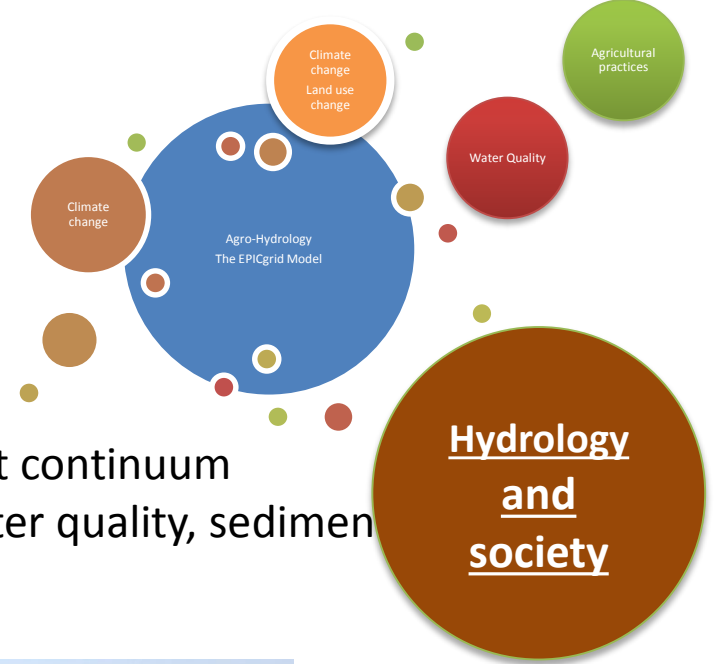 Climate
change
Land use
change
Agricultural
practices
Water Quality
Climate
change
Agro-Hydrology
The EPICgrid Model
Hydrology
and
society
continuum
quality, sedimen